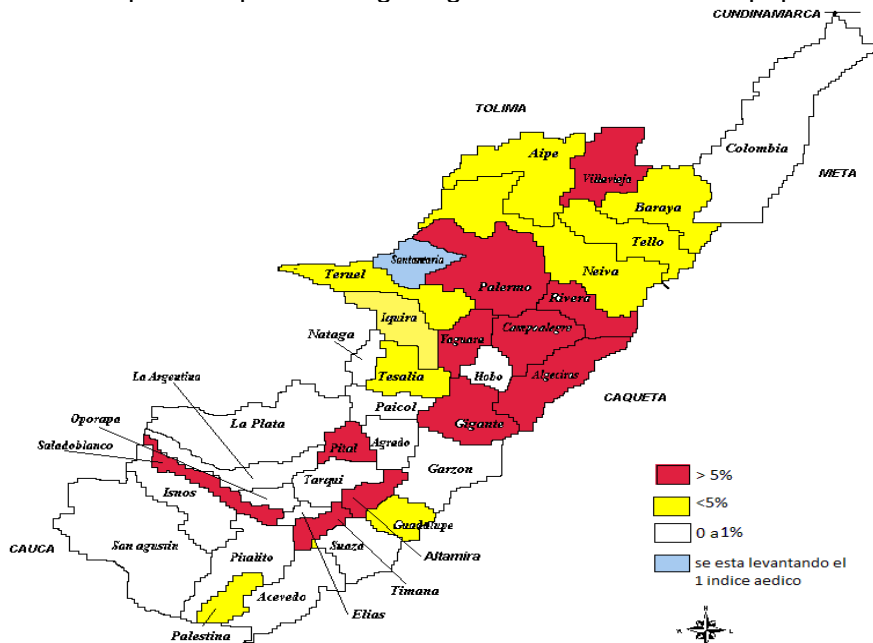 CUNDINAMARCA
TOLIMA
Colombia
META
Aipe
Villavieja
Baraya
Tello
Neiva
Santamaria
Teruel
Palermo
Rivera
Iquira
Campoalegre
Yaguara
Nataga
Tesalia
Hobo
Algeciras
La Argentina
CAQUETA
Paicol
Oporapa
La Plata
Gigante
Saladoblanco
Pital
Agrado
Garzon
Isnos
Tarqui
Guadalupe
CAUCA
San agustin
Pitalito
Suaza
Altamira
Acevedo
Timana
Elias
Palestina
> 5%
<5%
0 a 1%
se esta levantando el
1 indice aedico
N
L